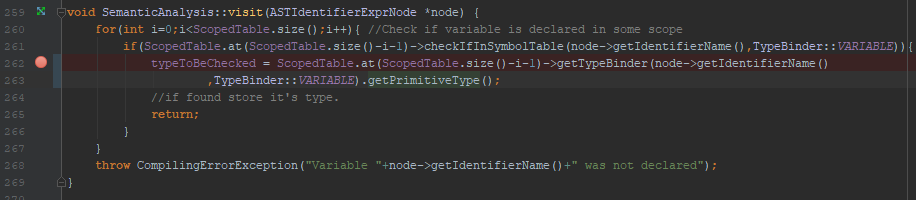 259 void SemanticAnalysis::visit(ASTIdentifierExprNode *node) {
260 for(int i=0;i<ScopedTable.size();i++){ //Check if variable is declared in some scope
261 if(ScopedTable.at(ScopedTable.size()-i-1)->checkIfInSymbolTable(node->getIdentifierName(),TypeBinder::VARIABLE)){
262 typeToBeChecked = ScopedTable.at(ScopedTable.size()-i-1)->getTypeBinder(node->getIdentifierName()
263 ,TypeBinder::VARIABLE).getPrimitiveType();
264 //if found store it's type.
265 return;
266 }
267 }
268 throw CompilingErrorException("Variable "+node->getIdentifierName()+" was not declared");
269 }